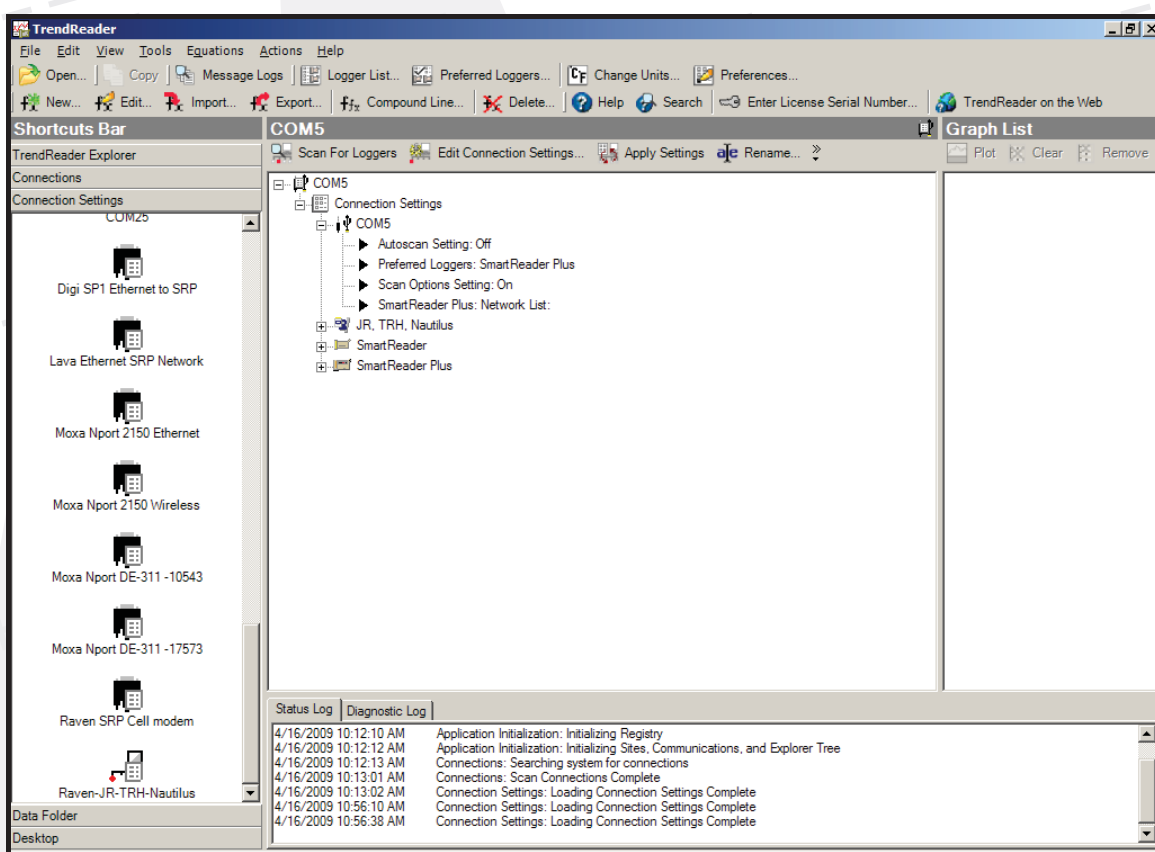 TrendReader
File Edit View Tools Equations Actions Help
Open... Copy Message Logs Logger List... Preferred Loggers... Change Units... Preferences...
New... Edit... Import... Export... Compound Line... Delete... Help Search Enter License Serial Number... TrendReader on the Web
Shortcuts Bar
TrendReader Explorer
Connections
Connection Settings
COM25
Digi SP1 Ethernet to SRP
Lava Ethernet SRP Network
Moxa Nport 2150 Ethernet
Moxa Nport 2150 Wireless
Moxa Nport DE-311 -10543
Moxa Nport DE-311 -17573
Raven SRP Cell modem
Raven-JR-TRH-Nautilus
Data Folder
Desktop
COM5
Scan For Loggers Edit Connection Settings... Apply Settings Rename...
COM5
Connection Settings
COM5
Autoscan Setting: Off
Preferred Loggers: SmartReader Plus
Scan Options Setting: On
SmartReader Plus: Network List:
JR, TRH, Nautilus
SmartReader
SmartReader Plus
Graph List
Plot Clear Remove
Status Log Diagnostic Log
4/16/2009 10:12:10 AM Application Initialization: Initializing Registry
4/16/2009 10:12:12 AM Application Initialization: Initializing Sites, Communications, and Explorer Tree
4/16/2009 10:12:13 AM Connections: Searching system for connections
4/16/2009 10:13:01 AM Connections: Scan Connections Complete
4/16/2009 10:13:02 AM Connection Settings: Loading Connection Settings Complete
4/16/2009 10:56:10 AM Connection Settings: Loading Connection Settings Complete
4/16/2009 10:56:38 AM Connection Settings: Loading Connection Settings Complete